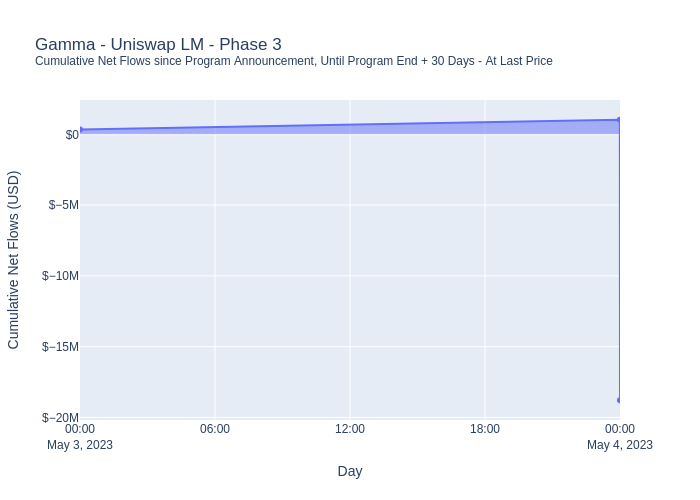 Gamma - Uniswap LM - Phase 3
Cumulative Net Flows since Program Announcement, Until Program End + 30 Days - At Last Price
Cumulative Net Flows (USD)
$0
$−5M
$−10M
$−15M
$−20M
00:00 06:00 12:00 18:00 00:00
May 3, 2023 May 4, 2023
Day